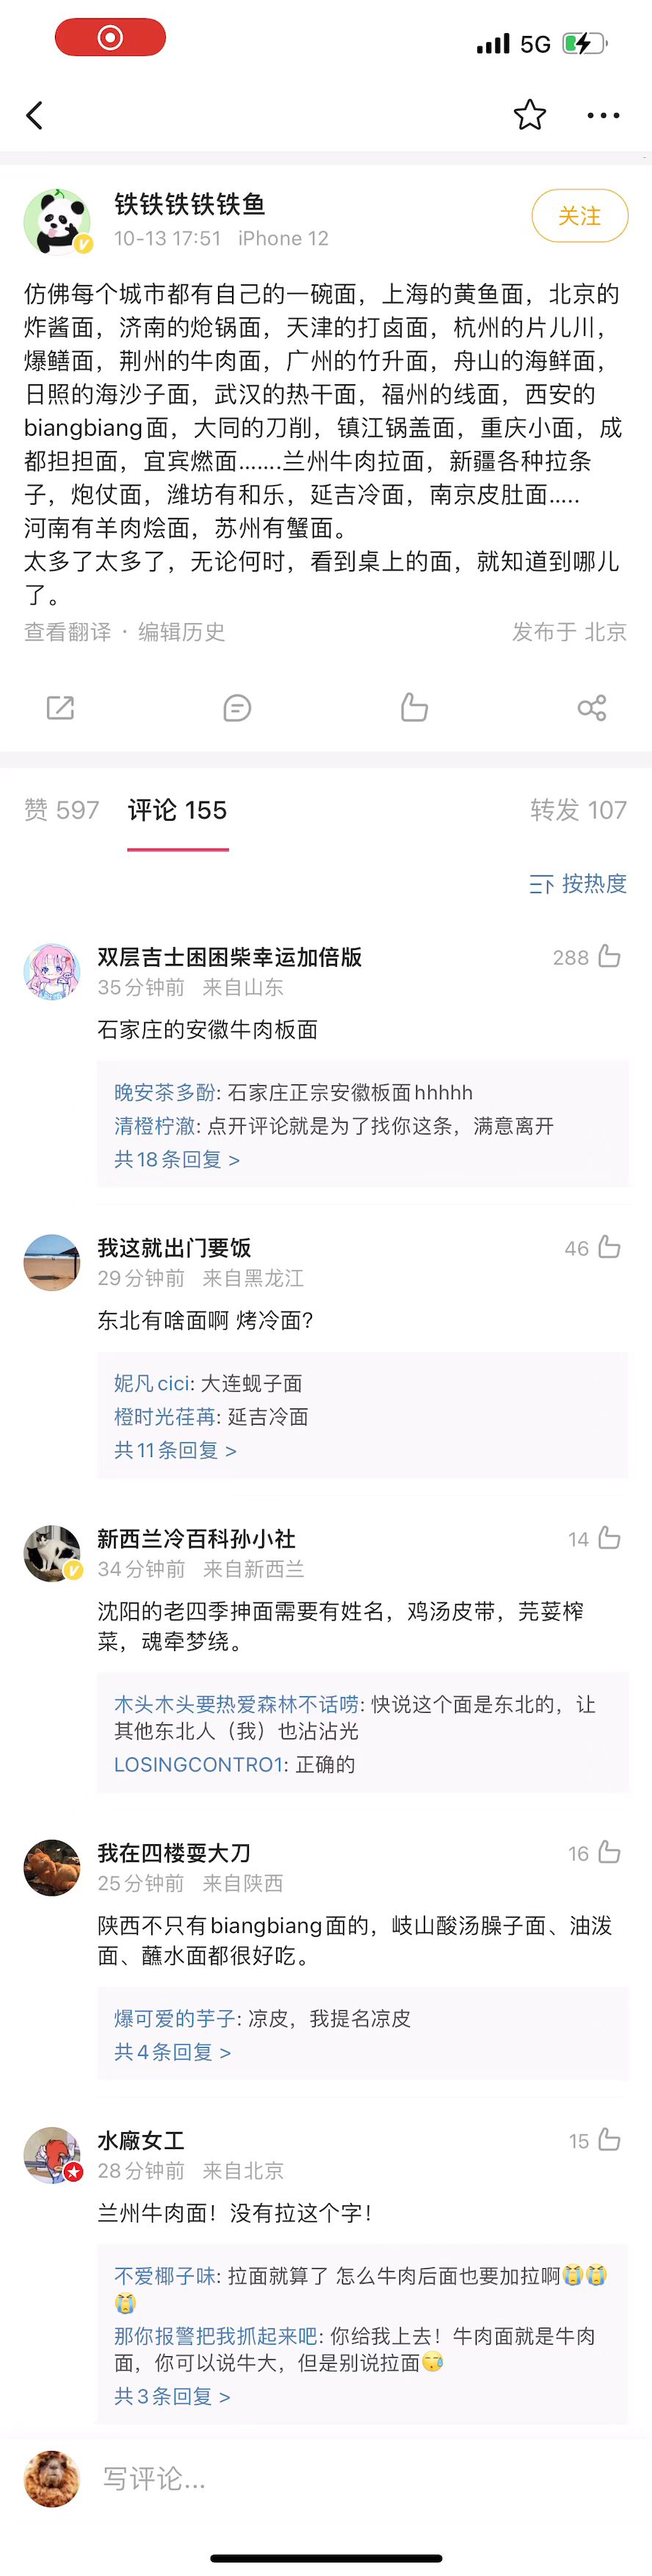 5G
铁铁铁铁铁鱼
10-13 17:51 iPhone 12
关注
仿佛每个城市都有自己的一碗面，上海的黄鱼面，北京的
炸酱面，济南的炝锅面，天津的打卤面，杭州的片儿川，
爆鳝面，荆州的牛肉面，广州的竹升面，舟山的海鲜面，
日照的海沙子面，武汉的热干面，福州的线面，西安的
biangbiang面，大同的刀削，镇江锅盖面，重庆小面，成
都担担面，宜宾燃面.......兰州牛肉拉面，新疆各种拉条
子，炮仗面，潍坊有和乐，延吉冷面，南京皮肚面.....
河南有羊肉烩面，苏州有蟹面。
太多了太多了，无论何时，看到桌上的面，就知道到哪儿
了。
查看翻译 · 编辑历史 发布于 北京
赞 597 评论 155 转发 107
按热度
双层吉士困困柴幸运加倍版 288
35分钟前 来自山东
石家庄的安徽牛肉板面
晚安茶多酚: 石家庄正宗安徽板面hhhhh
清橙柠澈: 点开评论就是为了找你这条，满意离开
共18条回复 >
我这就出门要饭 46
29分钟前 来自黑龙江
东北有啥面啊 烤冷面?
妮凡cici: 大连蚬子面
橙时光荏苒: 延吉冷面
共11条回复 >
新西兰冷百科孙小社 14
34分钟前 来自新西兰
沈阳的老四季抻面需要有姓名，鸡汤皮带，芫荽榨
菜，魂牵梦绕。
木头木头要热爱森林不话唠: 快说这个面是东北的，让
其他东北人（我）也沾沾光
LOSINGCONTRO1: 正确的
我在四楼耍大刀 16
25分钟前 来自陕西
陕西不只有biangbiang面的，岐山酸汤臊子面、油泼
面、蘸水面都很好吃。
爆可爱的芋子: 凉皮，我提名凉皮
共4条回复 >
水廠女工 15
28分钟前 来自北京
兰州牛肉面！没有拉这个字！
不爱椰子味: 拉面就算了 怎么牛肉后面也要加拉啊😭😭
😭
那你报警把我抓起来吧: 你给我上去！牛肉面就是牛肉
面，你可以说牛大，但是别说拉面😪
共3条回复 >
写评论...